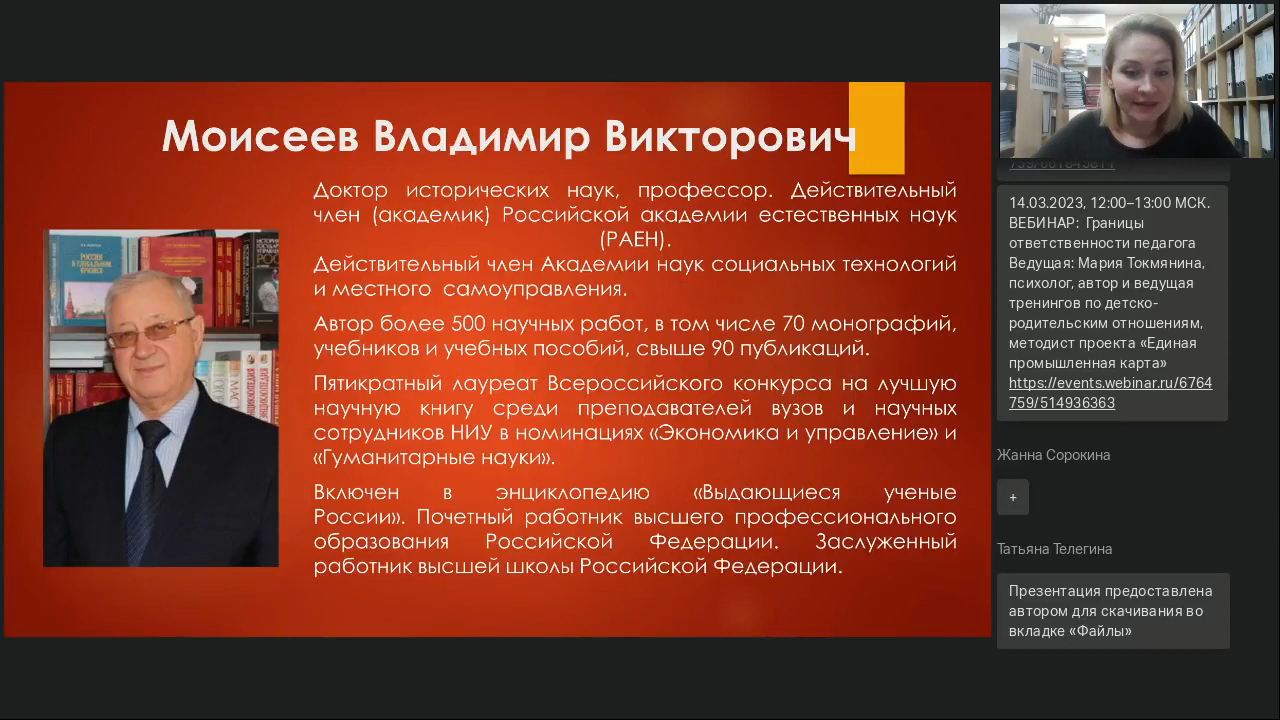 Моисеев Владимир Викторович
Доктор исторических наук, профессор. Действительный
член (академик) Российской академии естественных наук
(РАЕН).
Действительный член Академии наук социальных технологий
и местного самоуправления.
Автор более 500 научных работ, в том числе 70 монографий,
учебников и учебных пособий, свыше 90 публикаций.
Пятикратный лауреат Всероссийского конкурса на лучшую
научную книгу среди преподавателей вузов и научных
сотрудников НИУ в номинациях «Экономика и управление» и
«Гуманитарные науки».
Включен в энциклопедию «Выдающиеся ученые
России». Почетный работник высшего профессионального
образования Российской Федерации. Заслуженный
работник высшей школы Российской Федерации.
14.03.2023, 12:00–13:00 МСК.
ВЕБИНАР: Границы
ответственности педагога
Ведущая: Мария Токмянина,
психолог, автор и ведущая
тренингов по детско-
родительским отношениям,
методист проекта «Единая
промышленная карта»
https://events.webinar.ru/6764
759/514936363
Жанна Сорокина
+
Татьяна Телегина
Презентация предоставлена
автором для скачивания во
вкладке «Файлы»